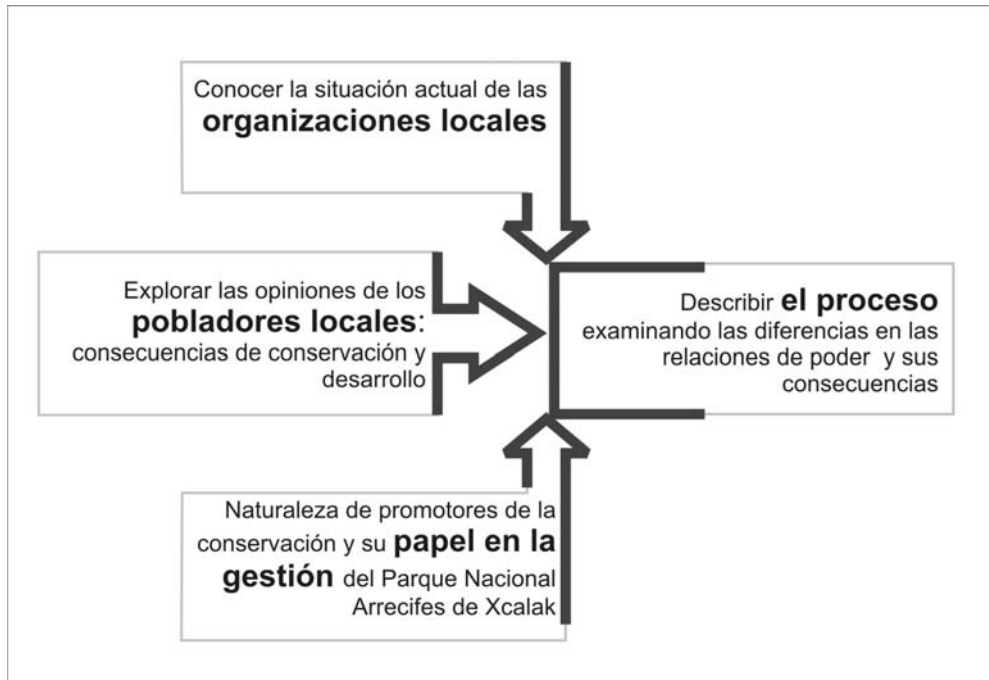 Conocer la situación actual de las
organizaciones locales
Explorar las opiniones de los
pobladores locales:
consecuencias de conservación y
desarrollo
Describir el proceso
examinando las diferencias en las
relaciones de poder y sus
consecuencias
Naturaleza de promotores de la
conservación y su papel en la
gestión del Parque Nacional
Arrecifes de Xcalak